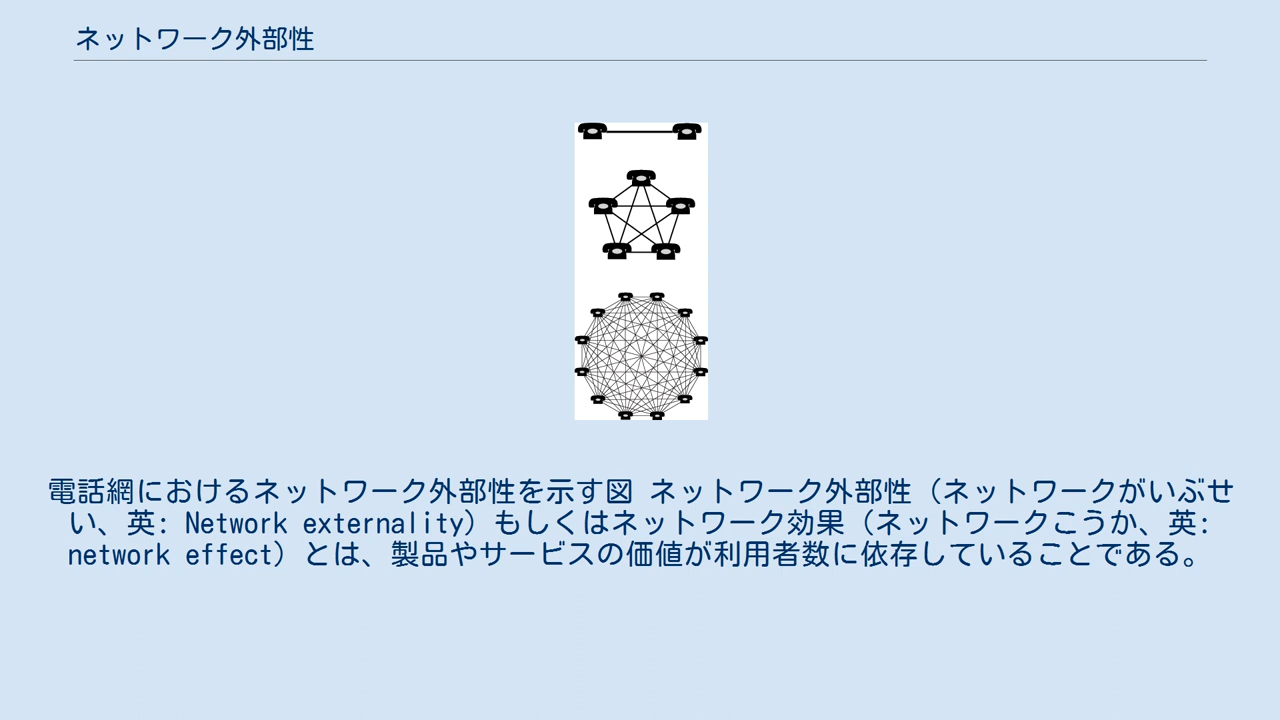 ネットワーク外部性
電話網におけるネットワーク外部性を示す図 ネットワーク外部性（ネットワークがいぶせ
い、英: Network externality）もしくはネットワーク効果（ネットワークこうか、英:
network effect）とは、製品やサービスの価値が利用者数に依存していることである。